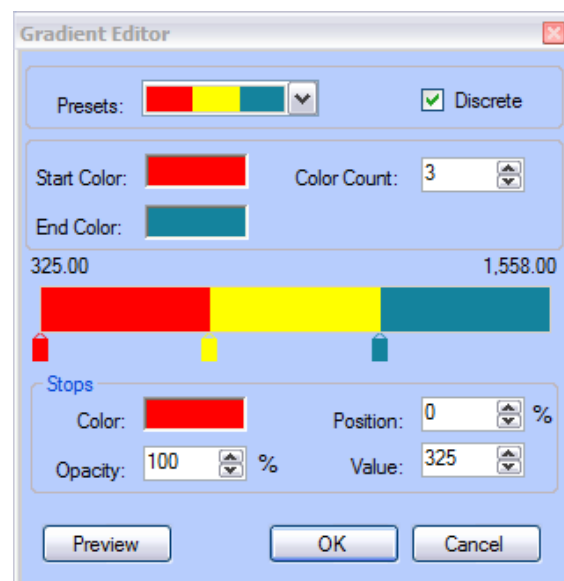 Gradient Editor
Presets:
Discrete
Start Color:
Color Count: 3
End Color:
325.00 1,558.00
Stops
Color:
Position: 0 %
Opacity: 100 %
Value: 325
Preview OK Cancel